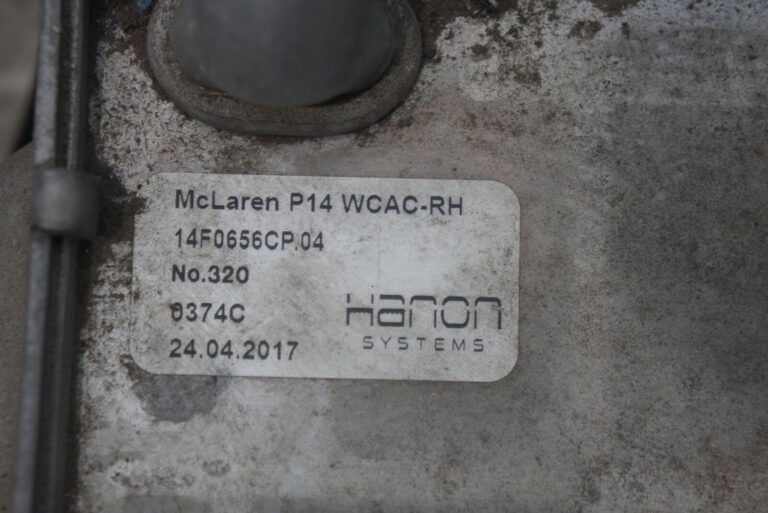 McLaren P14 WCAC-RH
14F0656CP.04
No.320
0374C
24.04.2017
Hanon
SYSTEMS